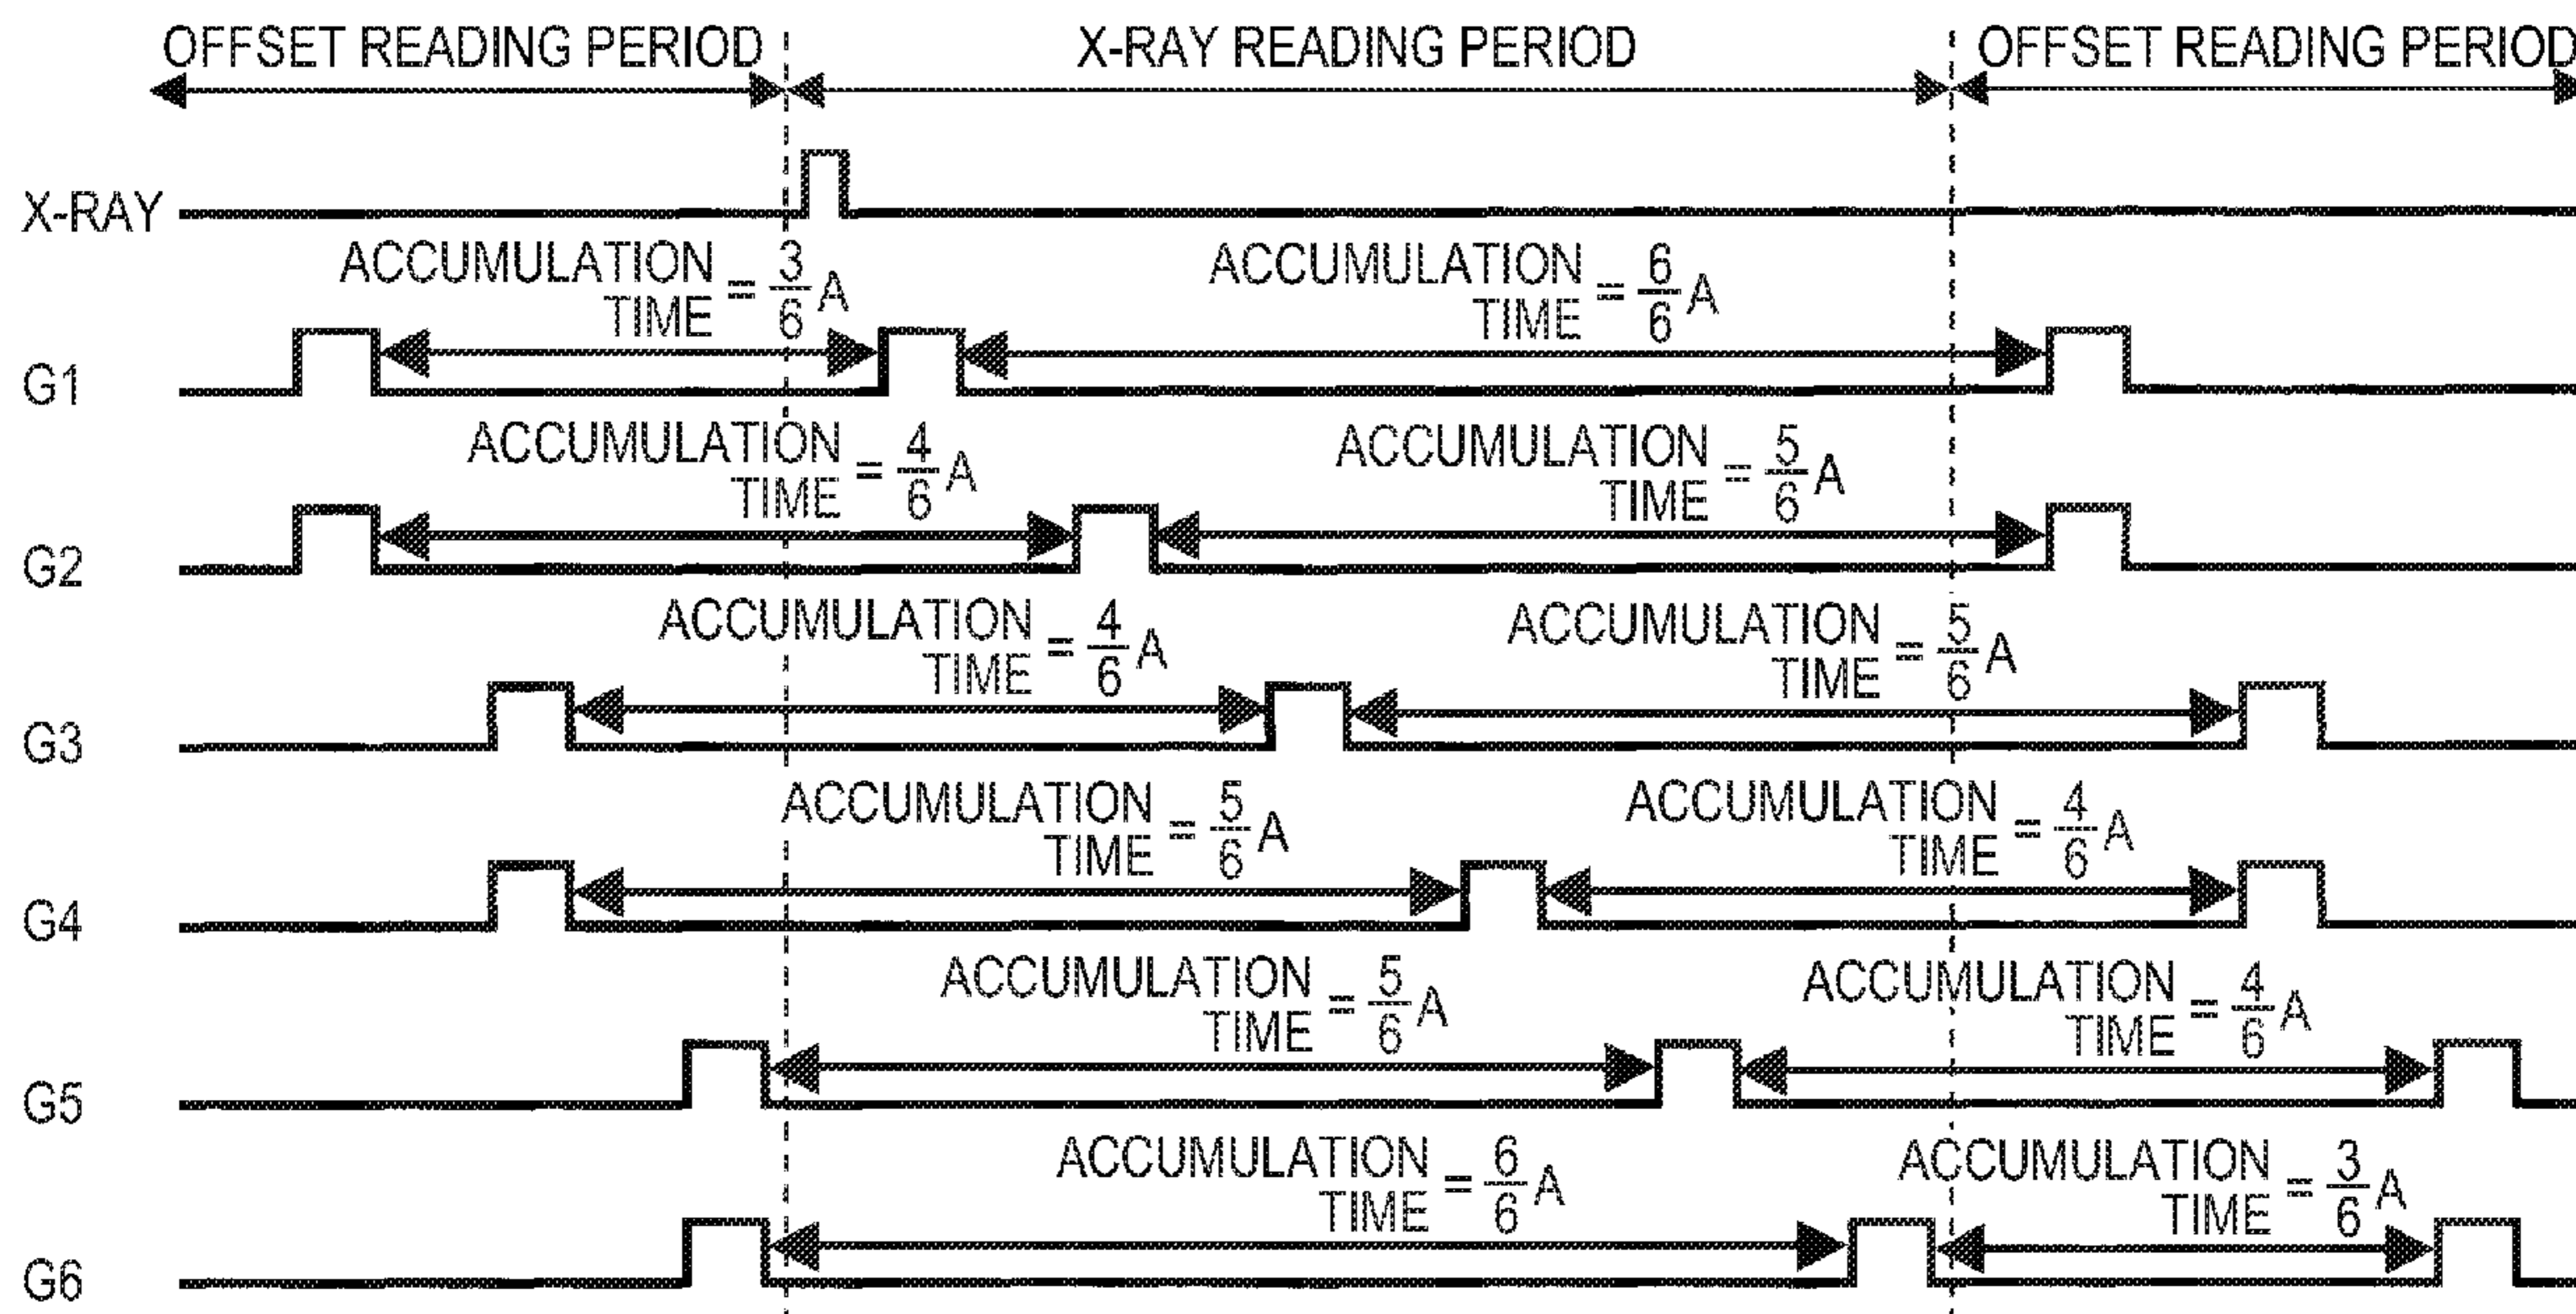 OFFSET READING PERIOD X-RAY READING PERIOD OFFSET READING PERIOD
X-RAY
ACCUMULATION TIME = 3/6 A ACCUMULATION TIME = 6/6 A
G1
ACCUMULATION TIME = 4/6 A ACCUMULATION TIME = 5/6 A
G2
ACCUMULATION TIME = 4/6 A ACCUMULATION TIME = 5/6 A
G3
ACCUMULATION TIME = 5/6 A ACCUMULATION TIME = 4/6 A
G4
ACCUMULATION TIME = 5/6 A ACCUMULATION TIME = 4/6 A
G5
ACCUMULATION TIME = 6/6 A ACCUMULATION TIME = 3/6 A
G6